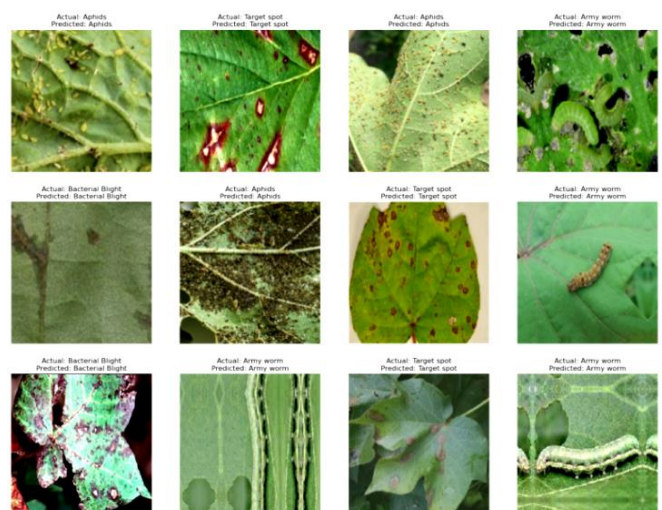 Actual: Aphids
Predicted: Aphids
Actual: Target spot
Predicted: Target spot
Actual: Aphids
Predicted: Aphids
Actual: Army worm
Predicted: Army worm
Actual: Bacterial Blight
Predicted: Bacterial Blight
Actual: Aphids
Predicted: Aphids
Actual: Target spot
Predicted: Target spot
Actual: Army worm
Predicted: Army worm
Actual: Bacterial Blight
Predicted: Bacterial Blight
Actual: Army worm
Predicted: Army worm
Actual: Target spot
Predicted: Target spot
Actual: Army worm
Predicted: Army worm